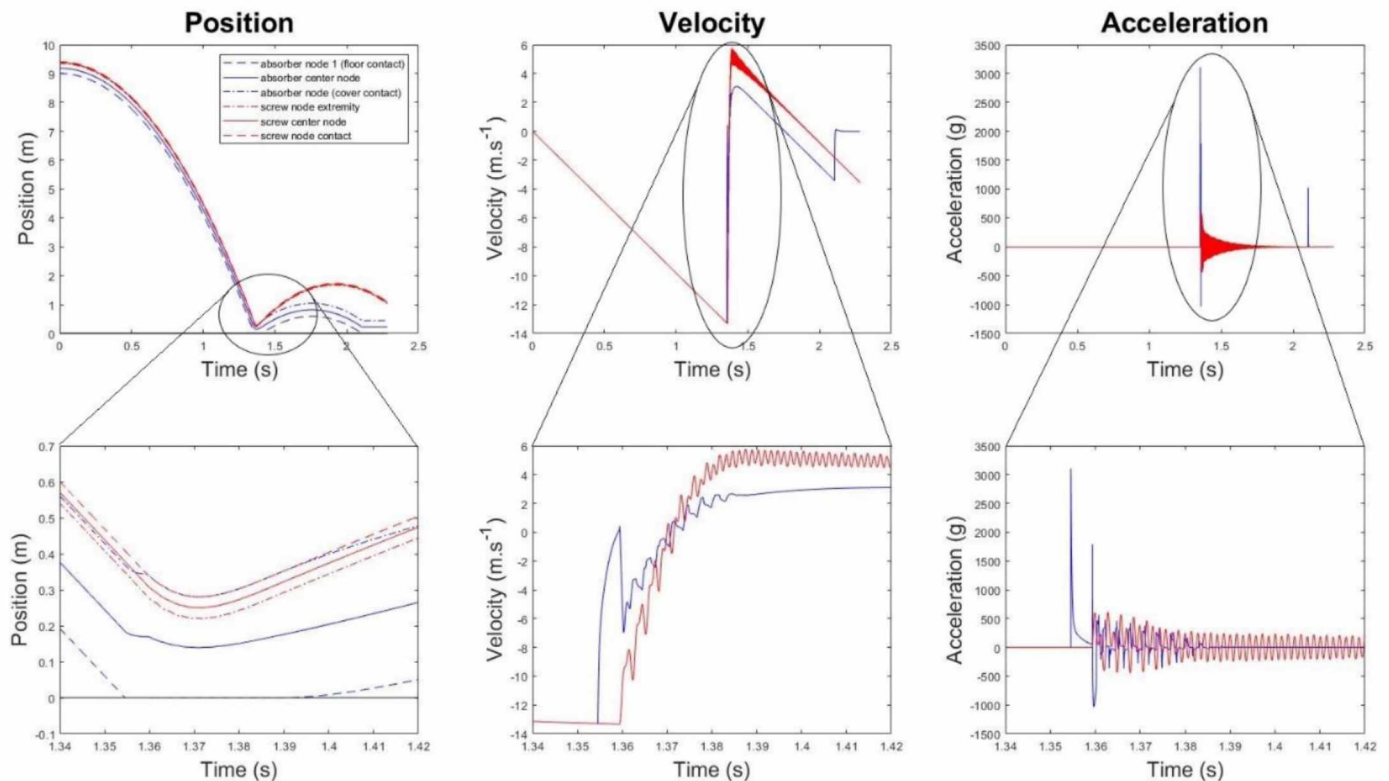 Position
Velocity
Acceleration
10
9
8
7
6
5
4
3
2
1
0
Position (m)
absorber node 1 (floor contact)
absorber center node
absorber node (cover contact)
screw node extremity
screw center node
screw node contact
0 0.5 1 1.5 2 2.5
Time (s)
6
4
2
0
-2
-4
-6
-8
-10
-12
-14
Velocity (m.s-1)
0 0.5 1 1.5 2 2.5
Time (s)
3500
3000
2500
2000
1500
1000
500
0
-500
-1000
-1500
Acceleration (g)
0 0.5 1 1.5 2 2.5
Time (s)
0.7
0.6
0.5
0.4
0.3
0.2
0.1
0
-0.1
Position (m)
1.34 1.35 1.36 1.37 1.38 1.39 1.4 1.41 1.42
Time (s)
6
4
2
0
-2
-4
-6
-8
-10
-12
-14
Velocity (m.s-1)
1.34 1.35 1.36 1.37 1.38 1.39 1.4 1.41 1.42
Time (s)
3500
3000
2500
2000
1500
1000
500
0
-500
-1000
-1500
Acceleration (g)
1.34 1.35 1.36 1.37 1.38 1.39 1.4 1.41 1.42
Time (s)